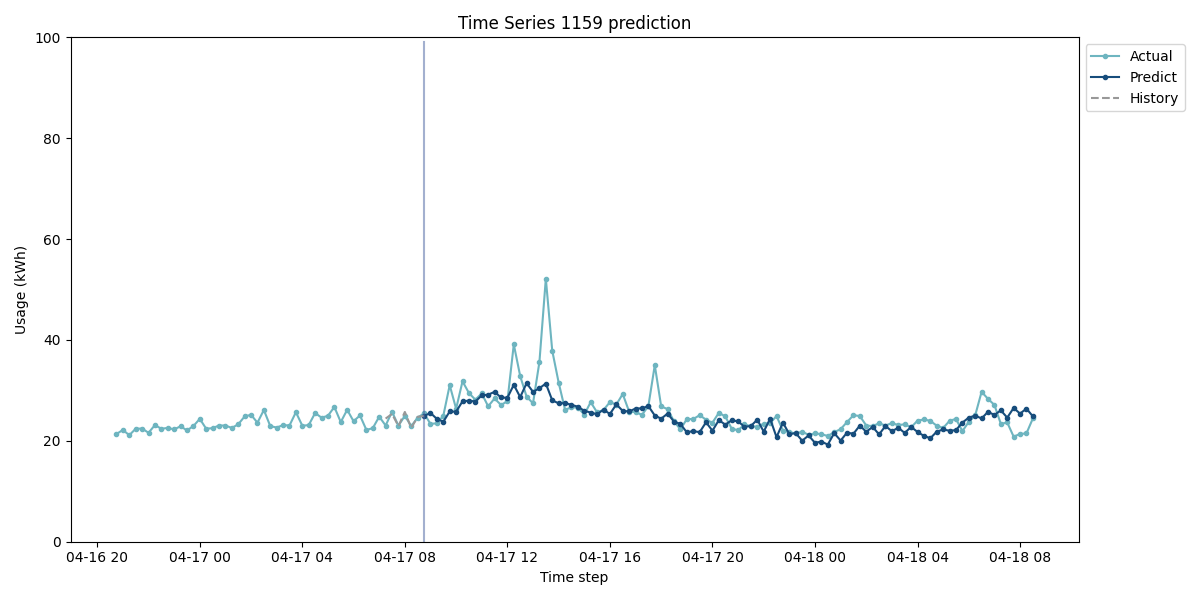 Time Series 1159 prediction
Usage (kWh)
100
80
60
40
20
0
04-16 20
04-17 00
04-17 04
04-17 08
04-17 12
04-17 16
04-17 20
04-18 00
04-18 04
04-18 08
Time step
Actual
Predict
History